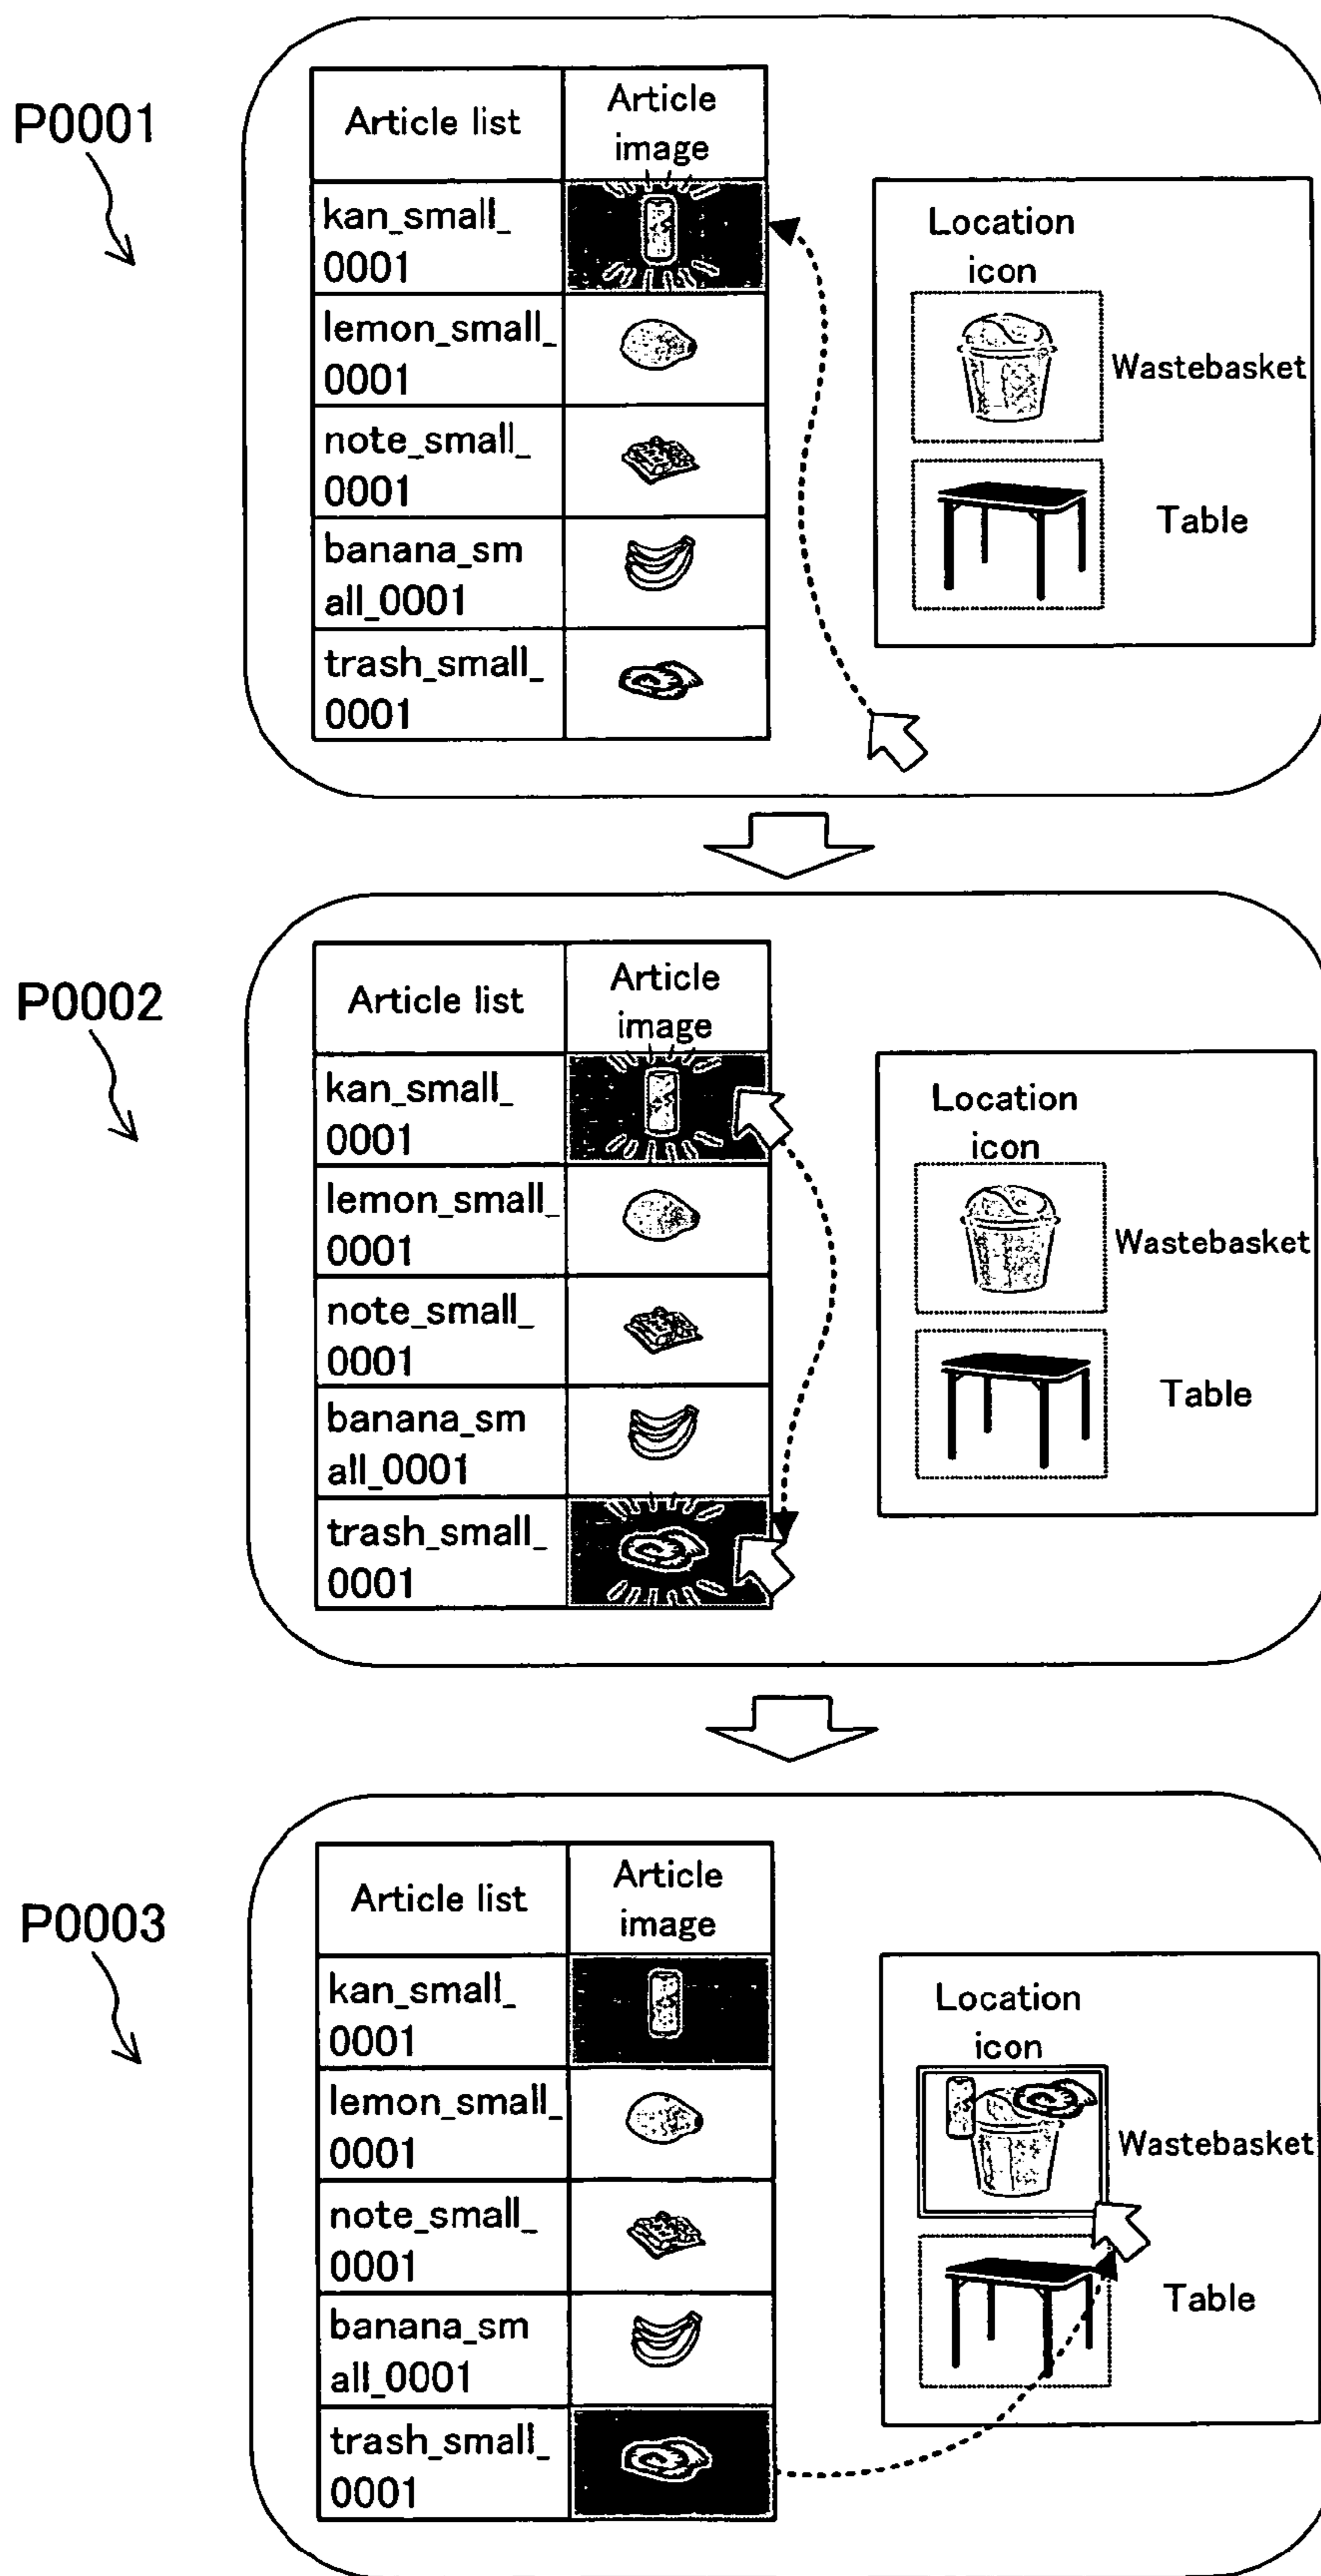 P0001
Article list
Article
image
kan_small_
0001
lemon_small_
0001
note_small_
0001
banana_sm
all_0001
trash_small_
0001
Location
icon
Wastebasket
Table
P0002
Article list
Article
image
kan_small_
0001
lemon_small_
0001
note_small_
0001
banana_sm
all_0001
trash_small_
0001
Location
icon
Wastebasket
Table
P0003
Article list
Article
image
kan_small_
0001
lemon_small_
0001
note_small_
0001
banana_sm
all_0001
trash_small_
0001
Location
icon
Wastebasket
Table